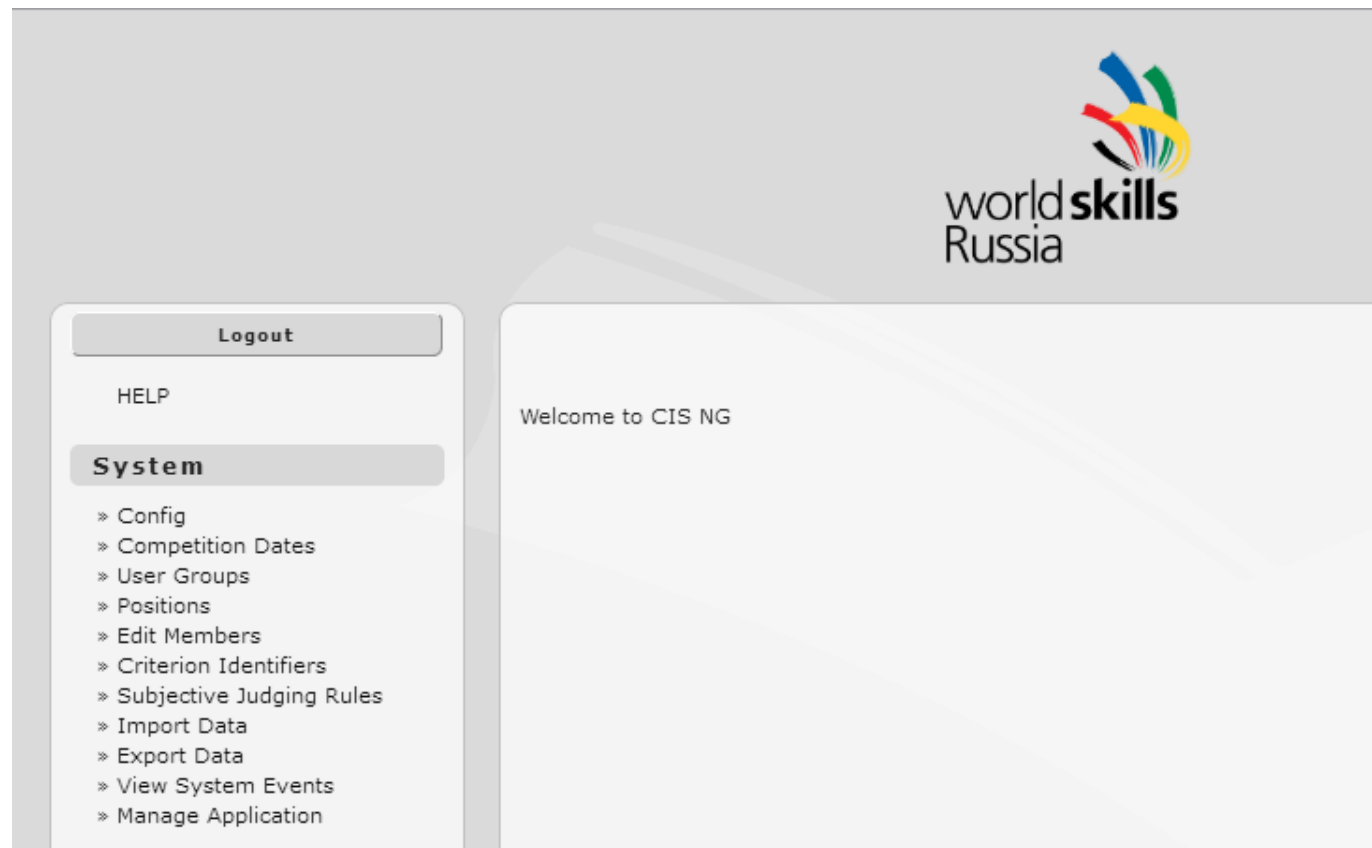 world skills
Russia
Logout
HELP
Welcome to CIS NG
System
» Config
» Competition Dates
» User Groups
» Positions
» Edit Members
» Criterion Identifiers
» Subjective Judging Rules
» Import Data
» Export Data
» View System Events
» Manage Application